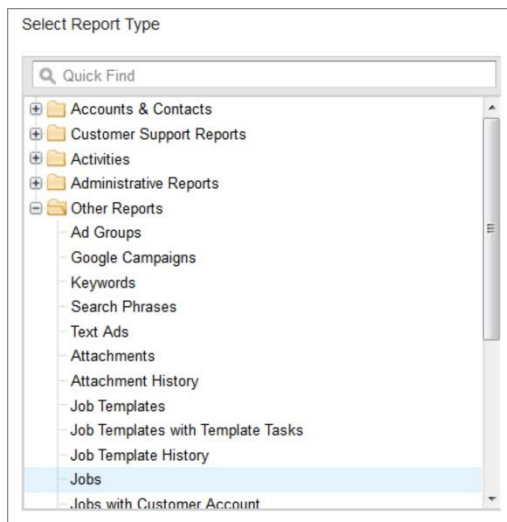 Select Report Type
Quick Find
Accounts & Contacts
Customer Support Reports
Activities
Administrative Reports
Other Reports
Ad Groups
Google Campaigns
Keywords
Search Phrases
Text Ads
Attachments
Attachment History
Job Templates
Job Templates with Template Tasks
Job Template History
Jobs
Jobs with Customer Account